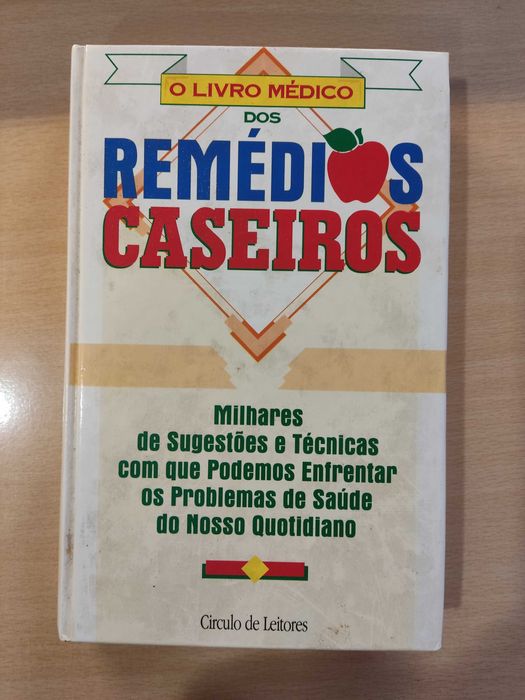 O LIVRO MÉDICO
DOS
REMÉDIOS
CASEIROS
Milhares
de Sugestões e Técnicas
com que Podemos Enfrentar
os Problemas de Saúde
do Nosso Quotidiano
Círculo de Leitores